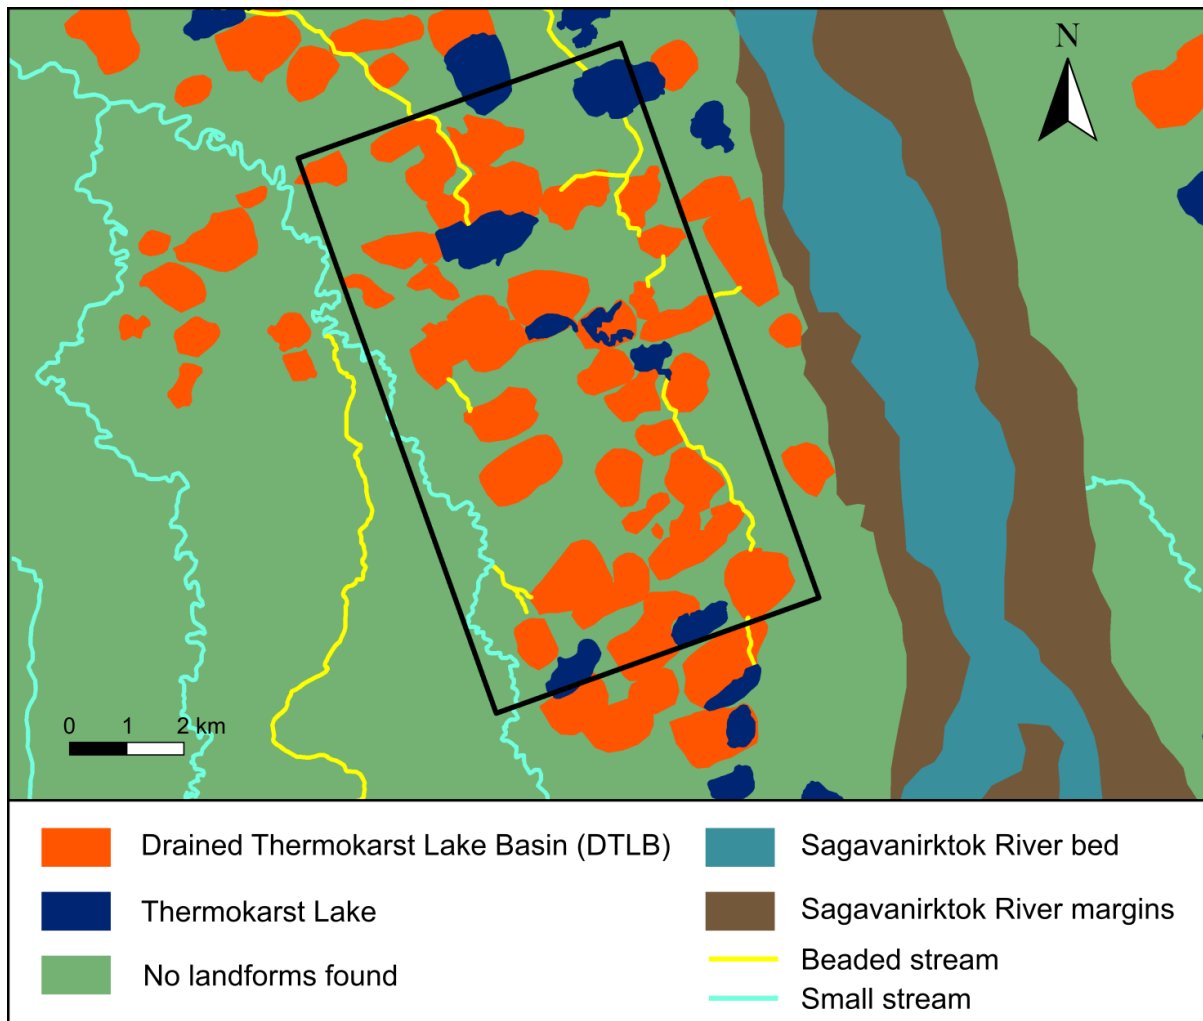 N
0 1 2 km
Drained Thermokarst Lake Basin (DTLB)
Thermokarst Lake
No landforms found
Sagavanirktok River bed
Sagavanirktok River margins
Beaded stream
Small stream